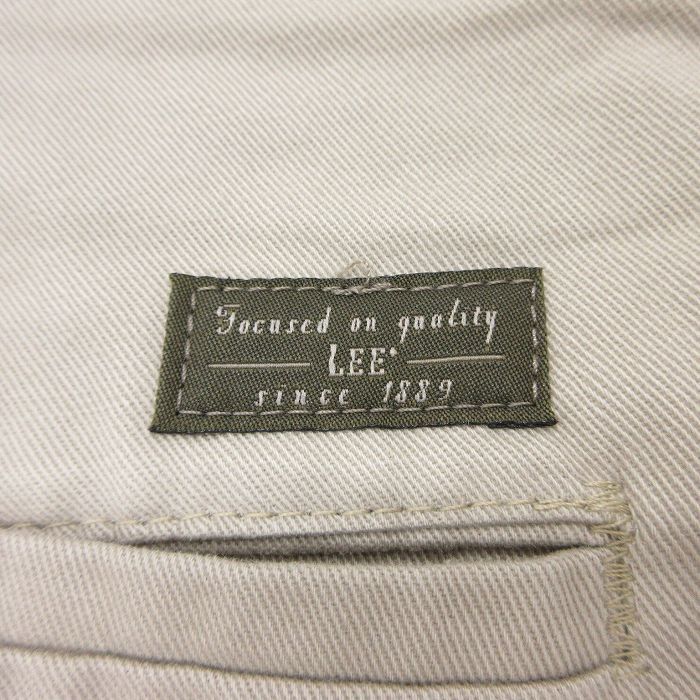 Focused on quality
LEE®
since 1889